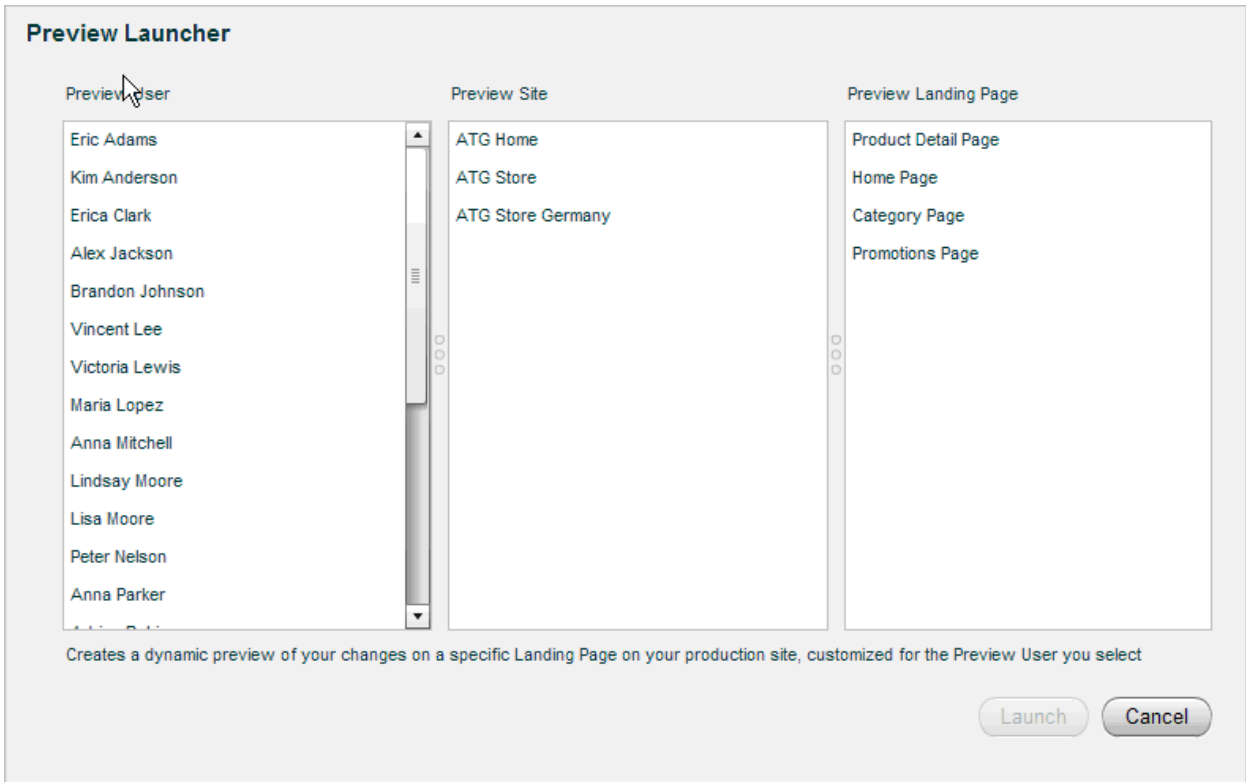 Preview Launcher
Preview User
Eric Adams
Kim Anderson
Erica Clark
Alex Jackson
Brandon Johnson
Vincent Lee
Victoria Lewis
Maria Lopez
Anna Mitchell
Lindsay Moore
Lisa Moore
Peter Nelson
Anna Parker
Preview Site
ATG Home
ATG Store
ATG Store Germany
Preview Landing Page
Product Detail Page
Home Page
Category Page
Promotions Page
Creates a dynamic preview of your changes on a specific Landing Page on your production site, customized for the Preview User you select
Launch
Cancel